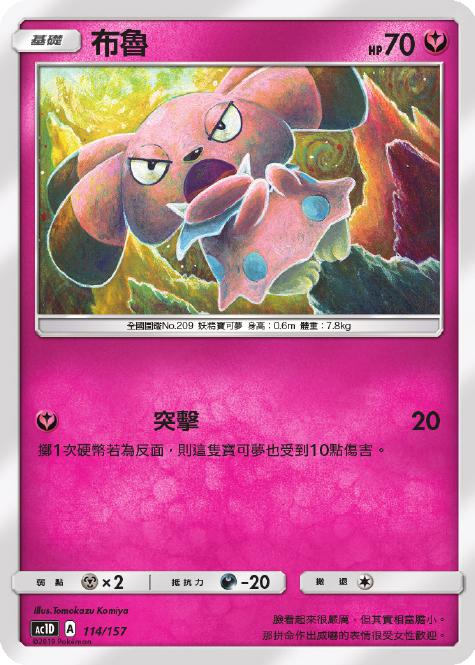 基礎 布魯 HP70
全國圖鑑No.209 妖精寶可夢 身高：0.6m 體重：7.8kg
突擊 20
擲1次硬幣若為反面，則這隻寶可夢也受到10點傷害。
弱點 ×2 抵抗力 -20 撤退
Illus.Tomokazu Komiya
AC1D A 114/157
©2019 Pokémon
臉看起來很嚴厲，但其實相當膽小。
那拼命作出威嚇的表情很受女性歡迎。